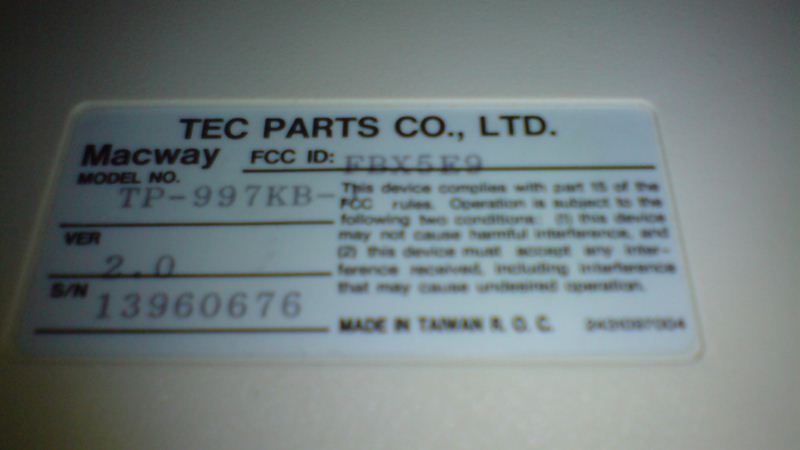 TEC PARTS CO., LTD.
Macway FCC ID: FBX5E9
MODEL NO.
TP-997KB-
This device complies with part 15 of the
FCC rules. Operation is subject to the
following two conditions: (1) this device
may not cause harmful interference, and
(2) this device must accept any inter-
ference received, including interference
that may cause undesired operation.
VER
2.0
S/N 13960676
MADE IN TAIWAN R. O. C.